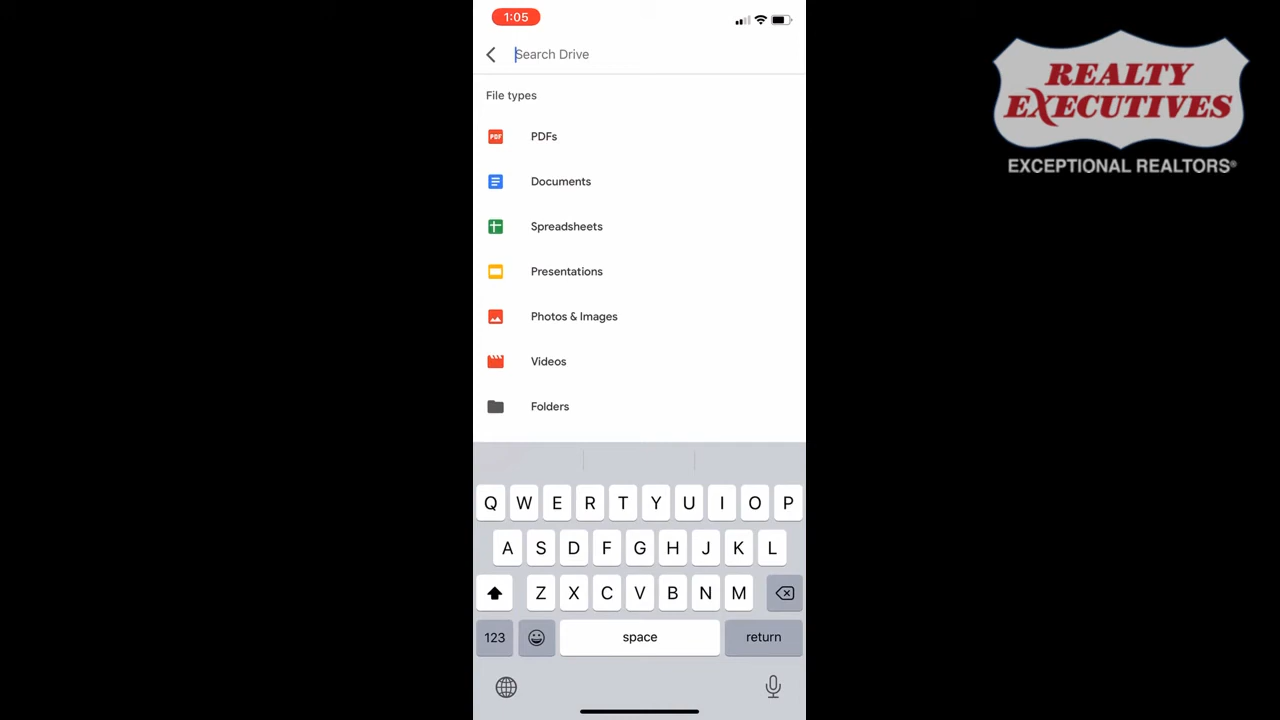 1:05
Search Drive
File types
PDF PDFs
Documents
Spreadsheets
Presentations
Photos & Images
Videos
Folders
Q W E R T Y U I O P
A S D F G H J K L
Z X C V B N M
123 space return
REALTY
EXECUTIVES
EXCEPTIONAL REALTORS®